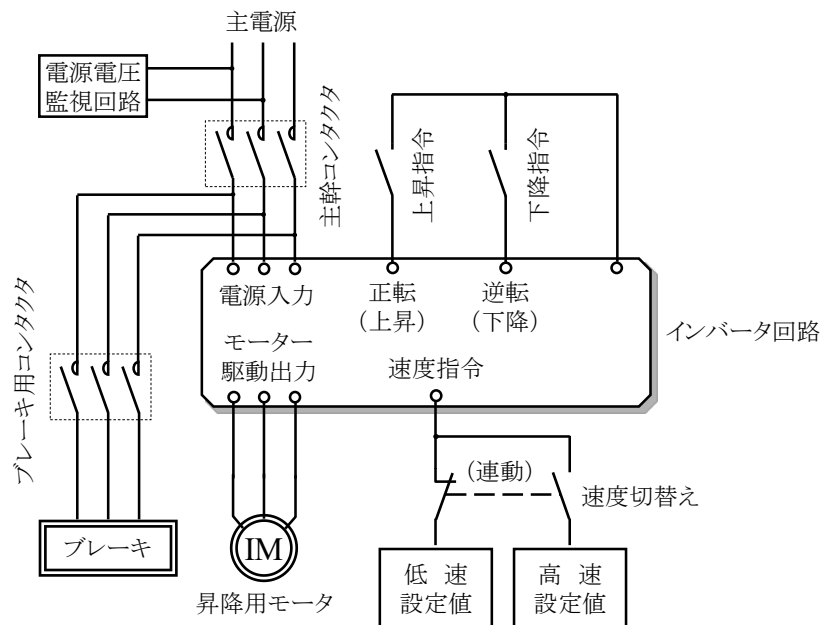 主電源
電源電圧
監視回路
主幹コンタクタ
上昇指令
下降指令
電源入力
正転
(上昇)
逆転
(下降)
インバータ回路
モーター
駆動出力
速度指令
ブレーキ用コンタクタ
(連動)
速度切替え
ブレーキ
IM
昇降用モータ
低 速
設定値
高 速
設定値